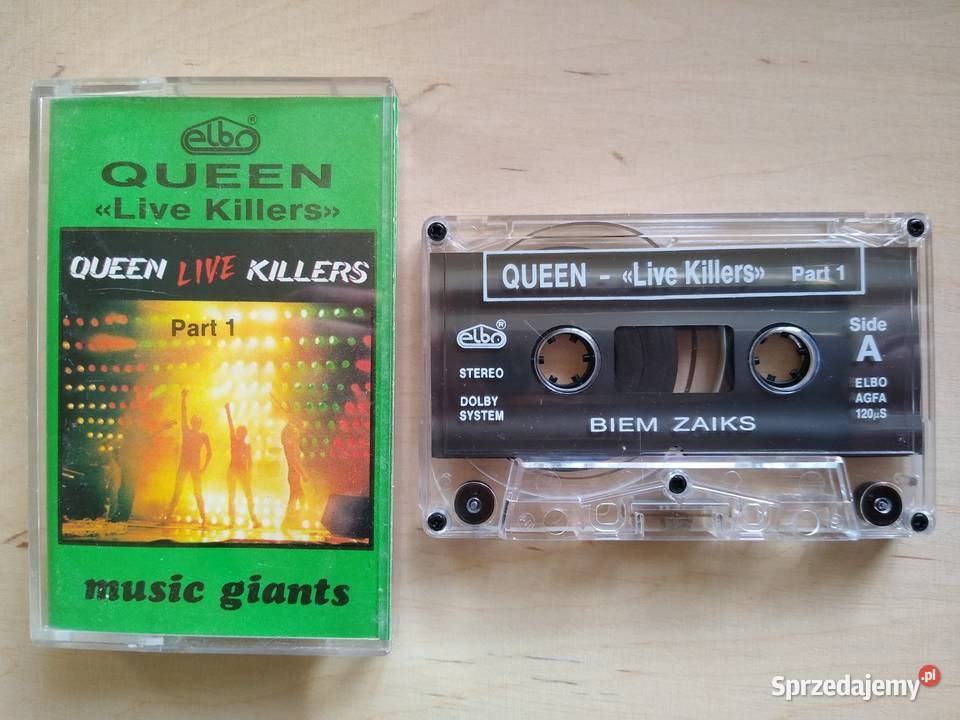 elbo®
QUEEN
«Live Killers»
QUEEN LIVE KILLERS
Part 1
music giants
QUEEN - «Live Killers» Part 1
elbo®
STEREO
DOLBY
SYSTEM
Side
A
ELBO
AGFA
120µS
BIEM ZAIKS
Sprzedajemy.pl